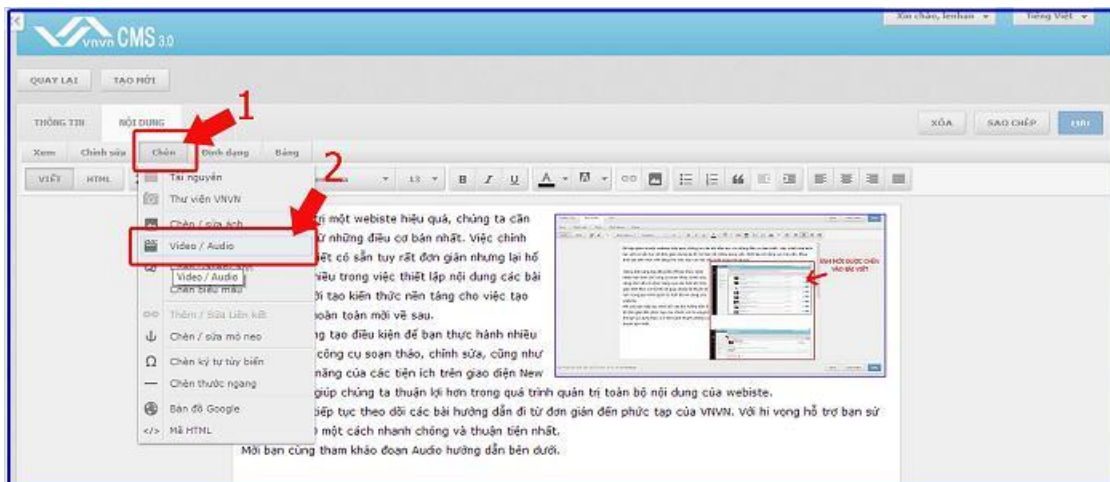 vnvn CMS 3.0
Xin chào, lenhan
Tiếng Việt
QUAY LẠI
TẠO MỚI
1
THÔNG TIN
NỘI DUNG
XÓA
SAO CHÉP
LƯU
Xem
Chỉnh sửa
Chèn
Định dạng
Bảng
2
VIẾT
HTML
13
B
I
U
A
Tài nguyên
Thư viện VNVN
Chèn / sửa ảnh
Video / Audio
Video / Audio
Chèn biểu mẫu
Thêm / Sửa Liên kết
Chèn / sửa mỏ neo
Ω Chèn ký tự tùy biến
Chèn thước ngang
Bản đồ Google
</> Mã HTML
trị một webiste hiệu quả, chúng ta cần
từ những điều cơ bản nhất. Việc chỉnh
viết có sẵn tuy rất đơn giản nhưng lại hổ
nhiều trong việc thiết lập nội dung các bài
tạo kiến thức nền tảng cho việc tạo
hoàn toàn mới về sau.
tạo điều kiện để bạn thực hành nhiều
công cụ soạn thảo, chỉnh sửa, cũng như
năng của các tiện ích trên giao diện New
giúp chúng ta thuận lợi hơn trong quá trình quản trị toàn bộ nội dung của webiste.
tiếp tục theo dõi các bài hướng dẫn đi từ đơn giản đến phức tạp của VNVN. Với hi vọng hỗ trợ bạn sử
một cách nhanh chóng và thuận tiện nhất.
Mời bạn cùng tham khảo đoạn Audio hướng dẫn bên dưới.
ẢNH MỚI ĐƯỢC CHÈN
VÀO BÀI VIẾT